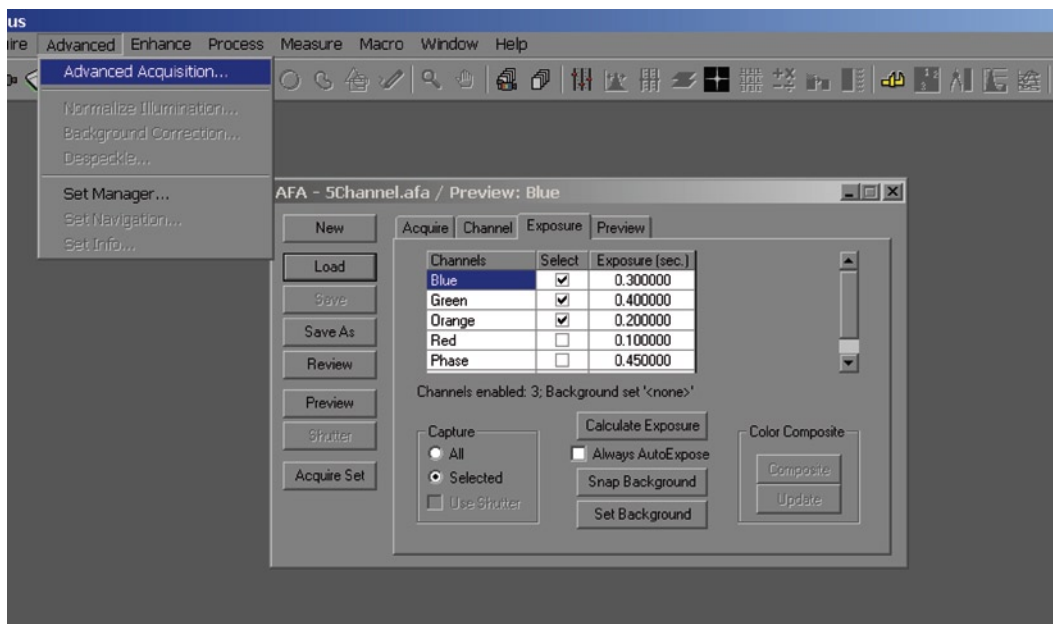 us
ire Advanced Enhance Process Measure Macro Window Help
Advanced Acquisition...
Normalize Illumination...
Background Correction...
Despeckle...
Set Manager...
Set Navigation...
Set Info...
AFA - 5Channel.afa / Preview: Blue
New
Load
Save
Save As
Review
Preview
Shutter
Acquire Set
Acquire Channel Exposure Preview
Channels Select Exposure (sec.)
Blue 0.300000
Green 0.400000
Orange 0.200000
Red 0.100000
Phase 0.450000
Channels enabled: 3; Background set '<none>'
Capture
All
Selected
Use Shutter
Calculate Exposure
Always AutoExpose
Snap Background
Set Background
Color Composite
Composite
Update